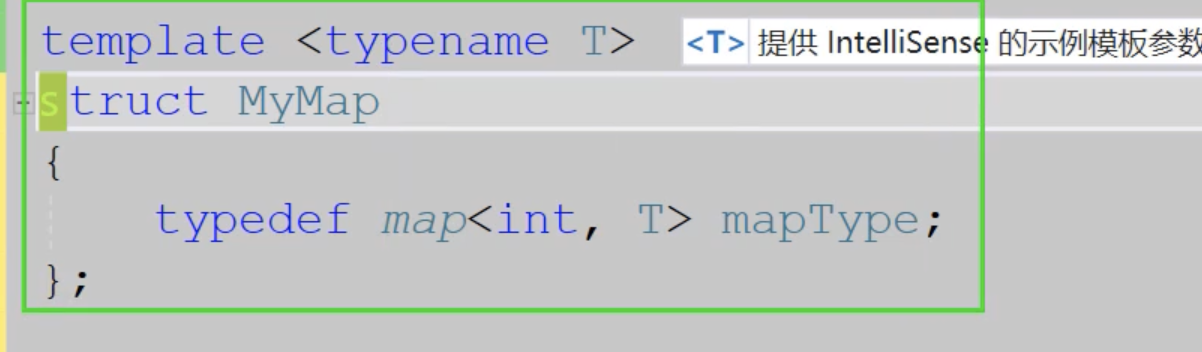 template <typename T> <T> 提供 IntelliSense 的示例模板参数
struct MyMap
{
    typedef map<int, T> mapType;
};